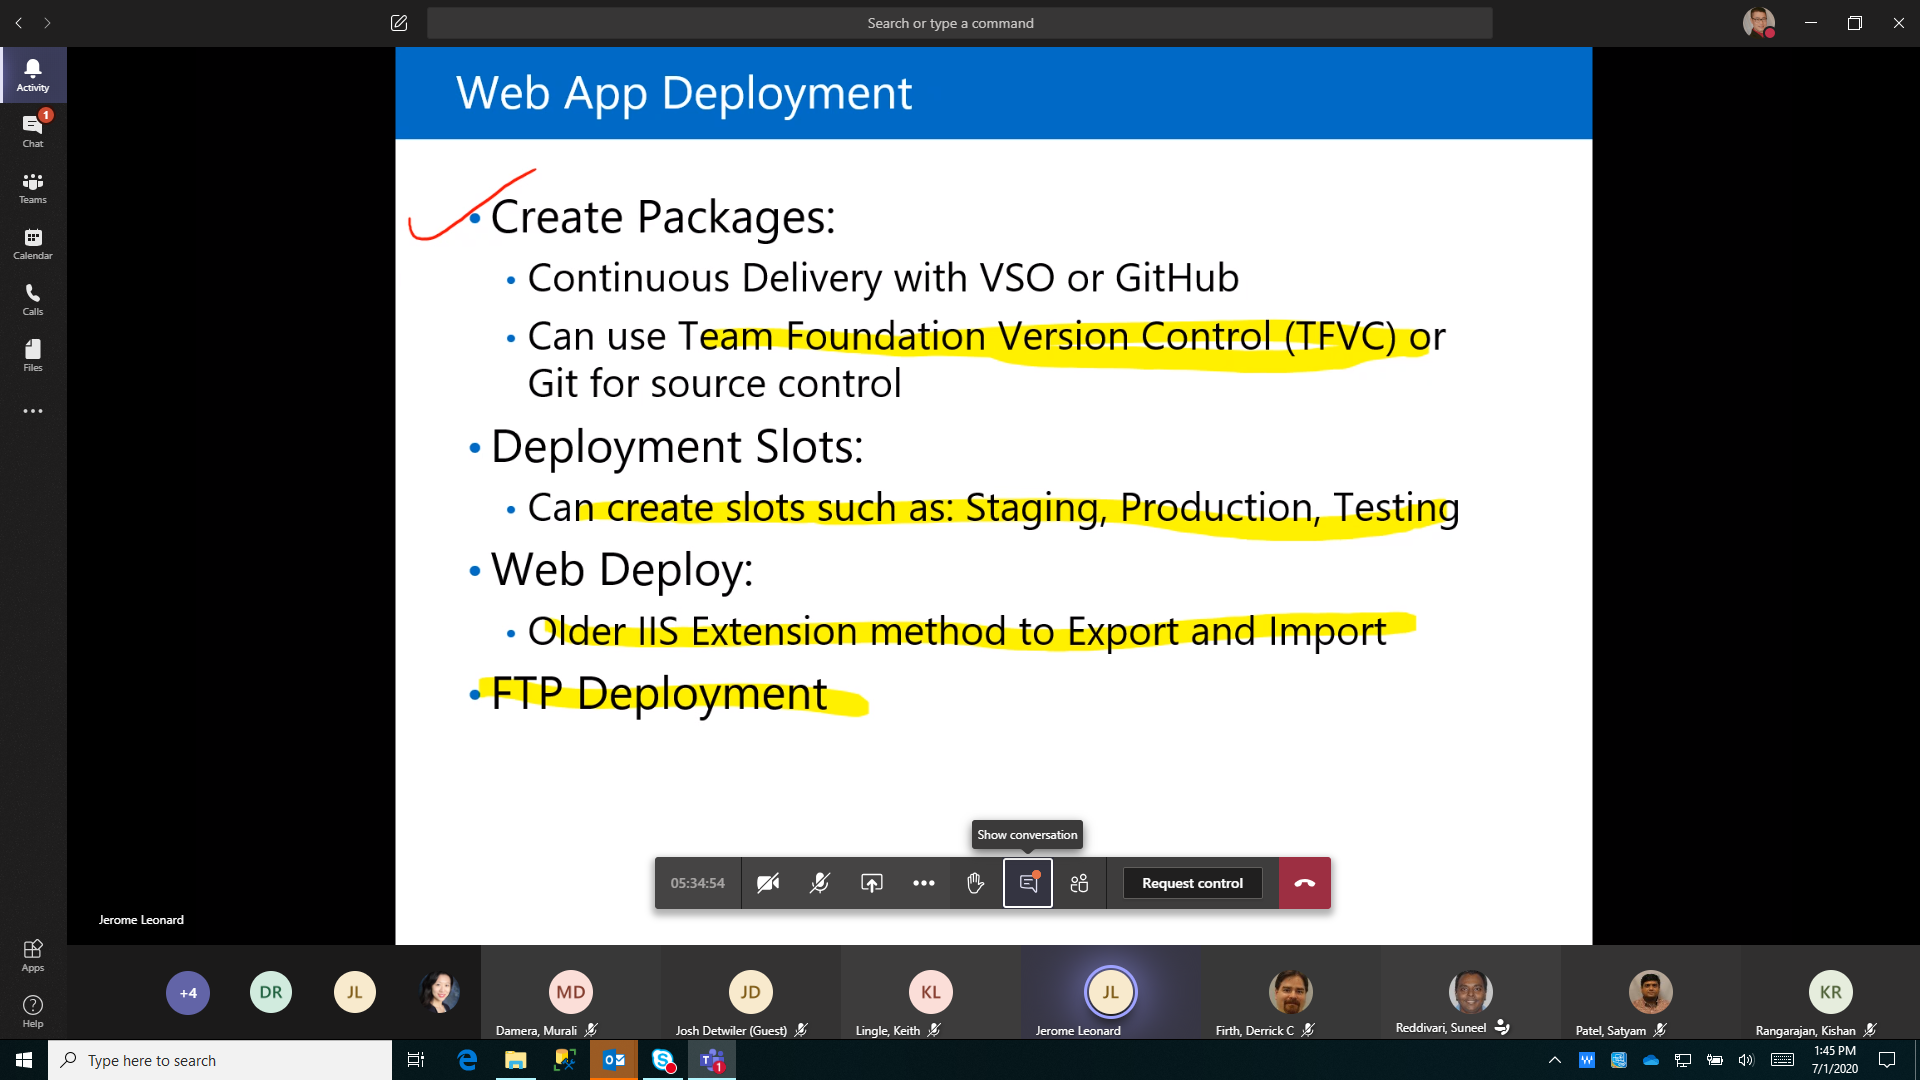 Search or type a command
Activity
1
Chat
Teams
Calendar
Calls
Files
Apps
Help
Web App Deployment
• Create Packages:
• Continuous Delivery with VSO or GitHub
• Can use Team Foundation Version Control (TFVC) or
Git for source control
• Deployment Slots:
• Can create slots such as: Staging, Production, Testing
• Web Deploy:
• Older IIS Extension method to Export and Import
• FTP Deployment
Show conversation
05:34:54
Request control
Jerome Leonard
+4
DR
JL
MD
JD
KL
JL
KR
Damera, Murali
Josh Detwiler (Guest)
Lingle, Keith
Jerome Leonard
Firth, Derrick C
Reddivari, Suneel
Patel, Satyam
Rangarajan, Kishan
Type here to search
1:45 PM
7/1/2020